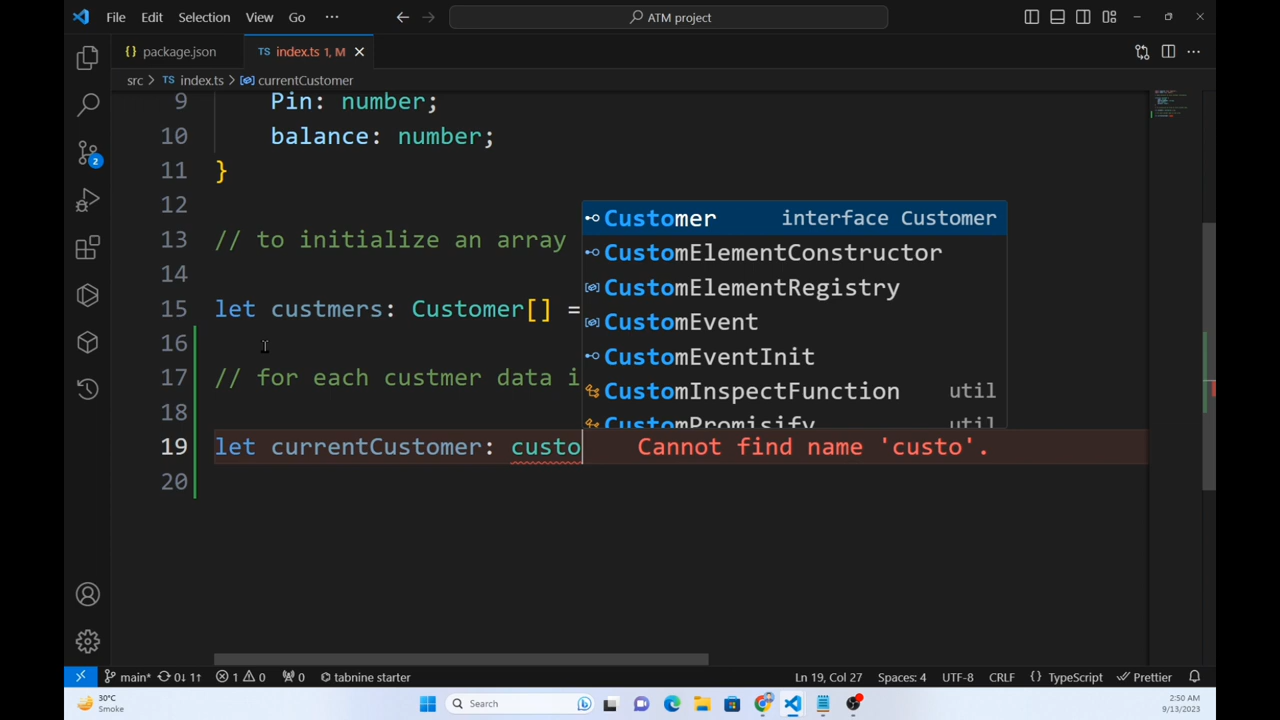 File Edit Selection View Go ··· ATM project
{} package.json TS index.ts 1, M
src > TS index.ts > currentCustomer
9 Pin: number;
10 balance: number;
11 }
12
13 // to initialize an array
14
15 let custmers: Customer[] =
16
17 // for each custmer data i
18
19 let currentCustomer: custo Cannot find name 'custo'.
20
Customer interface Customer
CustomElementConstructor
CustomElementRegistry
CustomEvent
CustomEventInit
CustomInspectFunction util
CustomPromisify util
2
main* 0↓ 1↑ 1 0 0 tabnine starter Ln 19, Col 27 Spaces: 4 UTF-8 CRLF {} TypeScript Prettier
30°C
Smoke
Search
2:50 AM
9/13/2023